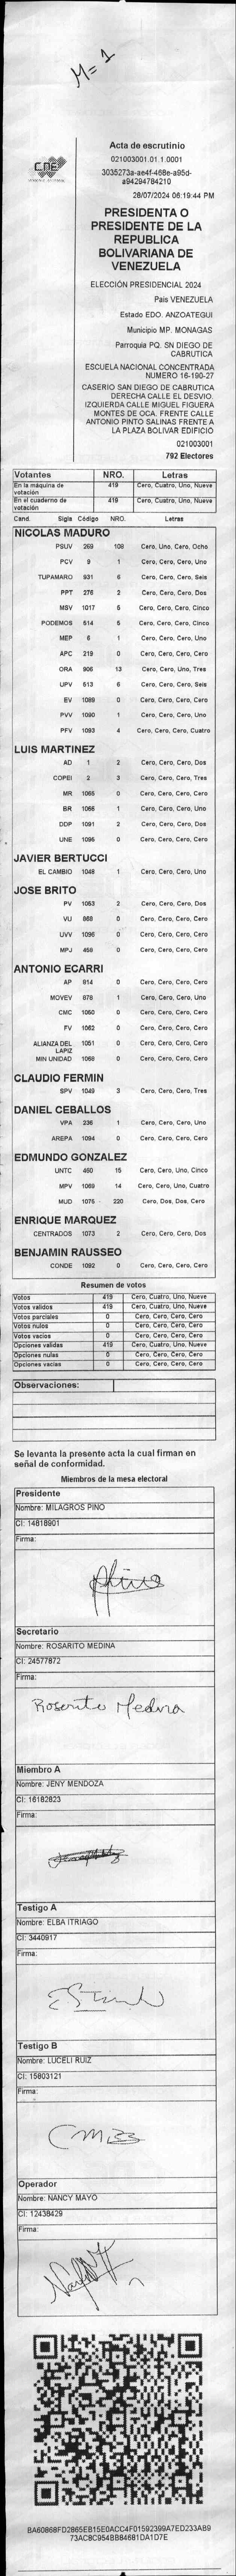 M=1
CNE
Acta de escrutinio
021003001.01.1.0001
3035273a-ae4f-468e-a95d-
a94294784210
28/07/2024 06:19:44 PM
PRESIDENTA O
PRESIDENTE DE LA
REPUBLICA
BOLIVARIANA DE
VENEZUELA
ELECCIÓN PRESIDENCIAL 2024
Pais VENEZUELA
Estado EDO. ANZOATEGUI
Municipio MP. MONAGAS
Parroquia PQ. SN DIEGO DE
CABRUTICA
ESCUELA NACIONAL CONCENTRADA
NUMERO 16-190-27
CASERIO SAN DIEGO DE CABRUTICA
DERECHA CALLE EL DESVIO.
IZQUIERDA CALLE MIGUEL FIGUERA
MONTES DE OCA. FRENTE CALLE
ANTONIO PINTO SALINAS FRENTE A
LA PLAZA BOLIVAR EDIFICIO
021003001
792 Electores
Votantes NRO. Letras
En la máquina de votación 419 Cero, Cuatro, Uno, Nueve
En el cuaderno de votación 419 Cero, Cuatro, Uno, Nueve
Cand. Sigla Código NRO. Letras
NICOLAS MADURO
PSUV 269 108 Cero, Uno, Cero, Ocho
PCV 9 1 Cero, Cero, Cero, Uno
TUPAMARO 931 6 Cero, Cero, Cero, Seis
PPT 276 2 Cero, Cero, Cero, Dos
MSV 1017 5 Cero, Cero, Cero, Cinco
PODEMOS 514 5 Cero, Cero, Cero, Cinco
MEP 6 1 Cero, Cero, Cero, Uno
APC 219 0 Cero, Cero, Cero, Cero
ORA 906 13 Cero, Cero, Uno, Tres
UPV 513 6 Cero, Cero, Cero, Seis
EV 1089 0 Cero, Cero, Cero, Cero
PVV 1090 1 Cero, Cero, Cero, Uno
PFV 1093 4 Cero, Cero, Cero, Cuatro
LUIS MARTINEZ
AD 1 2 Cero, Cero, Cero, Dos
COPEI 2 3 Cero, Cero, Cero, Tres
MR 1065 0 Cero, Cero, Cero, Cero
BR 1066 1 Cero, Cero, Cero, Uno
DDP 1091 2 Cero, Cero, Cero, Dos
UNE 1095 0 Cero, Cero, Cero, Cero
JAVIER BERTUCCI
EL CAMBIO 1048 1 Cero, Cero, Cero, Uno
JOSE BRITO
PV 1053 2 Cero, Cero, Cero, Dos
VU 868 0 Cero, Cero, Cero, Cero
UVV 1096 0 Cero, Cero, Cero, Cero
MPJ 458 0 Cero, Cero, Cero, Cero
ANTONIO ECARRI
AP 814 0 Cero, Cero, Cero, Cero
MOVEV 878 1 Cero, Cero, Cero, Uno
CMC 1050 0 Cero, Cero, Cero, Cero
FV 1062 0 Cero, Cero, Cero, Cero
ALIANZA DEL LAPIZ 1051 0 Cero, Cero, Cero, Cero
MIN UNIDAD 1068 0 Cero, Cero, Cero, Cero
CLAUDIO FERMIN
SPV 1049 3 Cero, Cero, Cero, Tres
DANIEL CEBALLOS
VPA 236 1 Cero, Cero, Cero, Uno
AREPA 1094 0 Cero, Cero, Cero, Cero
EDMUNDO GONZALEZ
UNTC 460 15 Cero, Cero, Uno, Cinco
MPV 1069 14 Cero, Cero, Uno, Cuatro
MUD 1075 220 Cero, Dos, Dos, Cero
ENRIQUE MARQUEZ
CENTRADOS 1073 2 Cero, Cero, Cero, Dos
BENJAMIN RAUSSEO
CONDE 1092 0 Cero, Cero, Cero, Cero
Resumen de votos
Votos 419 Cero, Cuatro, Uno, Nueve
Votos validos 419 Cero, Cuatro, Uno, Nueve
Votos parciales 0 Cero, Cero, Cero, Cero
Votos nulos 0 Cero, Cero, Cero, Cero
Votos vacios 0 Cero, Cero, Cero, Cero
Opciones validas 419 Cero, Cuatro, Uno, Nueve
Opciones nulas 0 Cero, Cero, Cero, Cero
Opciones vacias 0 Cero, Cero, Cero, Cero
Observaciones:
Se levanta la presente acta la cual firman en
señal de conformidad.
Miembros de la mesa electoral
Presidente
Nombre: MILAGROS PINO
CI: 14818901
Firma:
Secretario
Nombre: ROSARITO MEDINA
CI: 24577872
Firma:
Rosarito Medina
Miembro A
Nombre: JENY MENDOZA
CI: 16182823
Firma:
Testigo A
Nombre: ELBA ITRIAGO
CI: 3440917
Firma:
Testigo B
Nombre: LUCELI RUIZ
CI: 15803121
Firma:
Operador
Nombre: NANCY MAYO
CI: 12438429
Firma:
BA60868FD2865EB15E0ACC4F01592399A7ED233AB9
73AC8C954BB84681DA1D7E